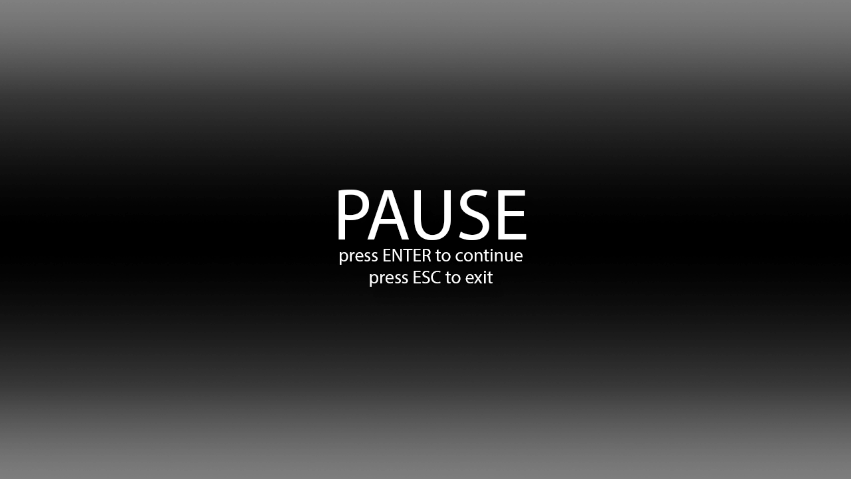 PAUSE
press ENTER to continue
press ESC to exit